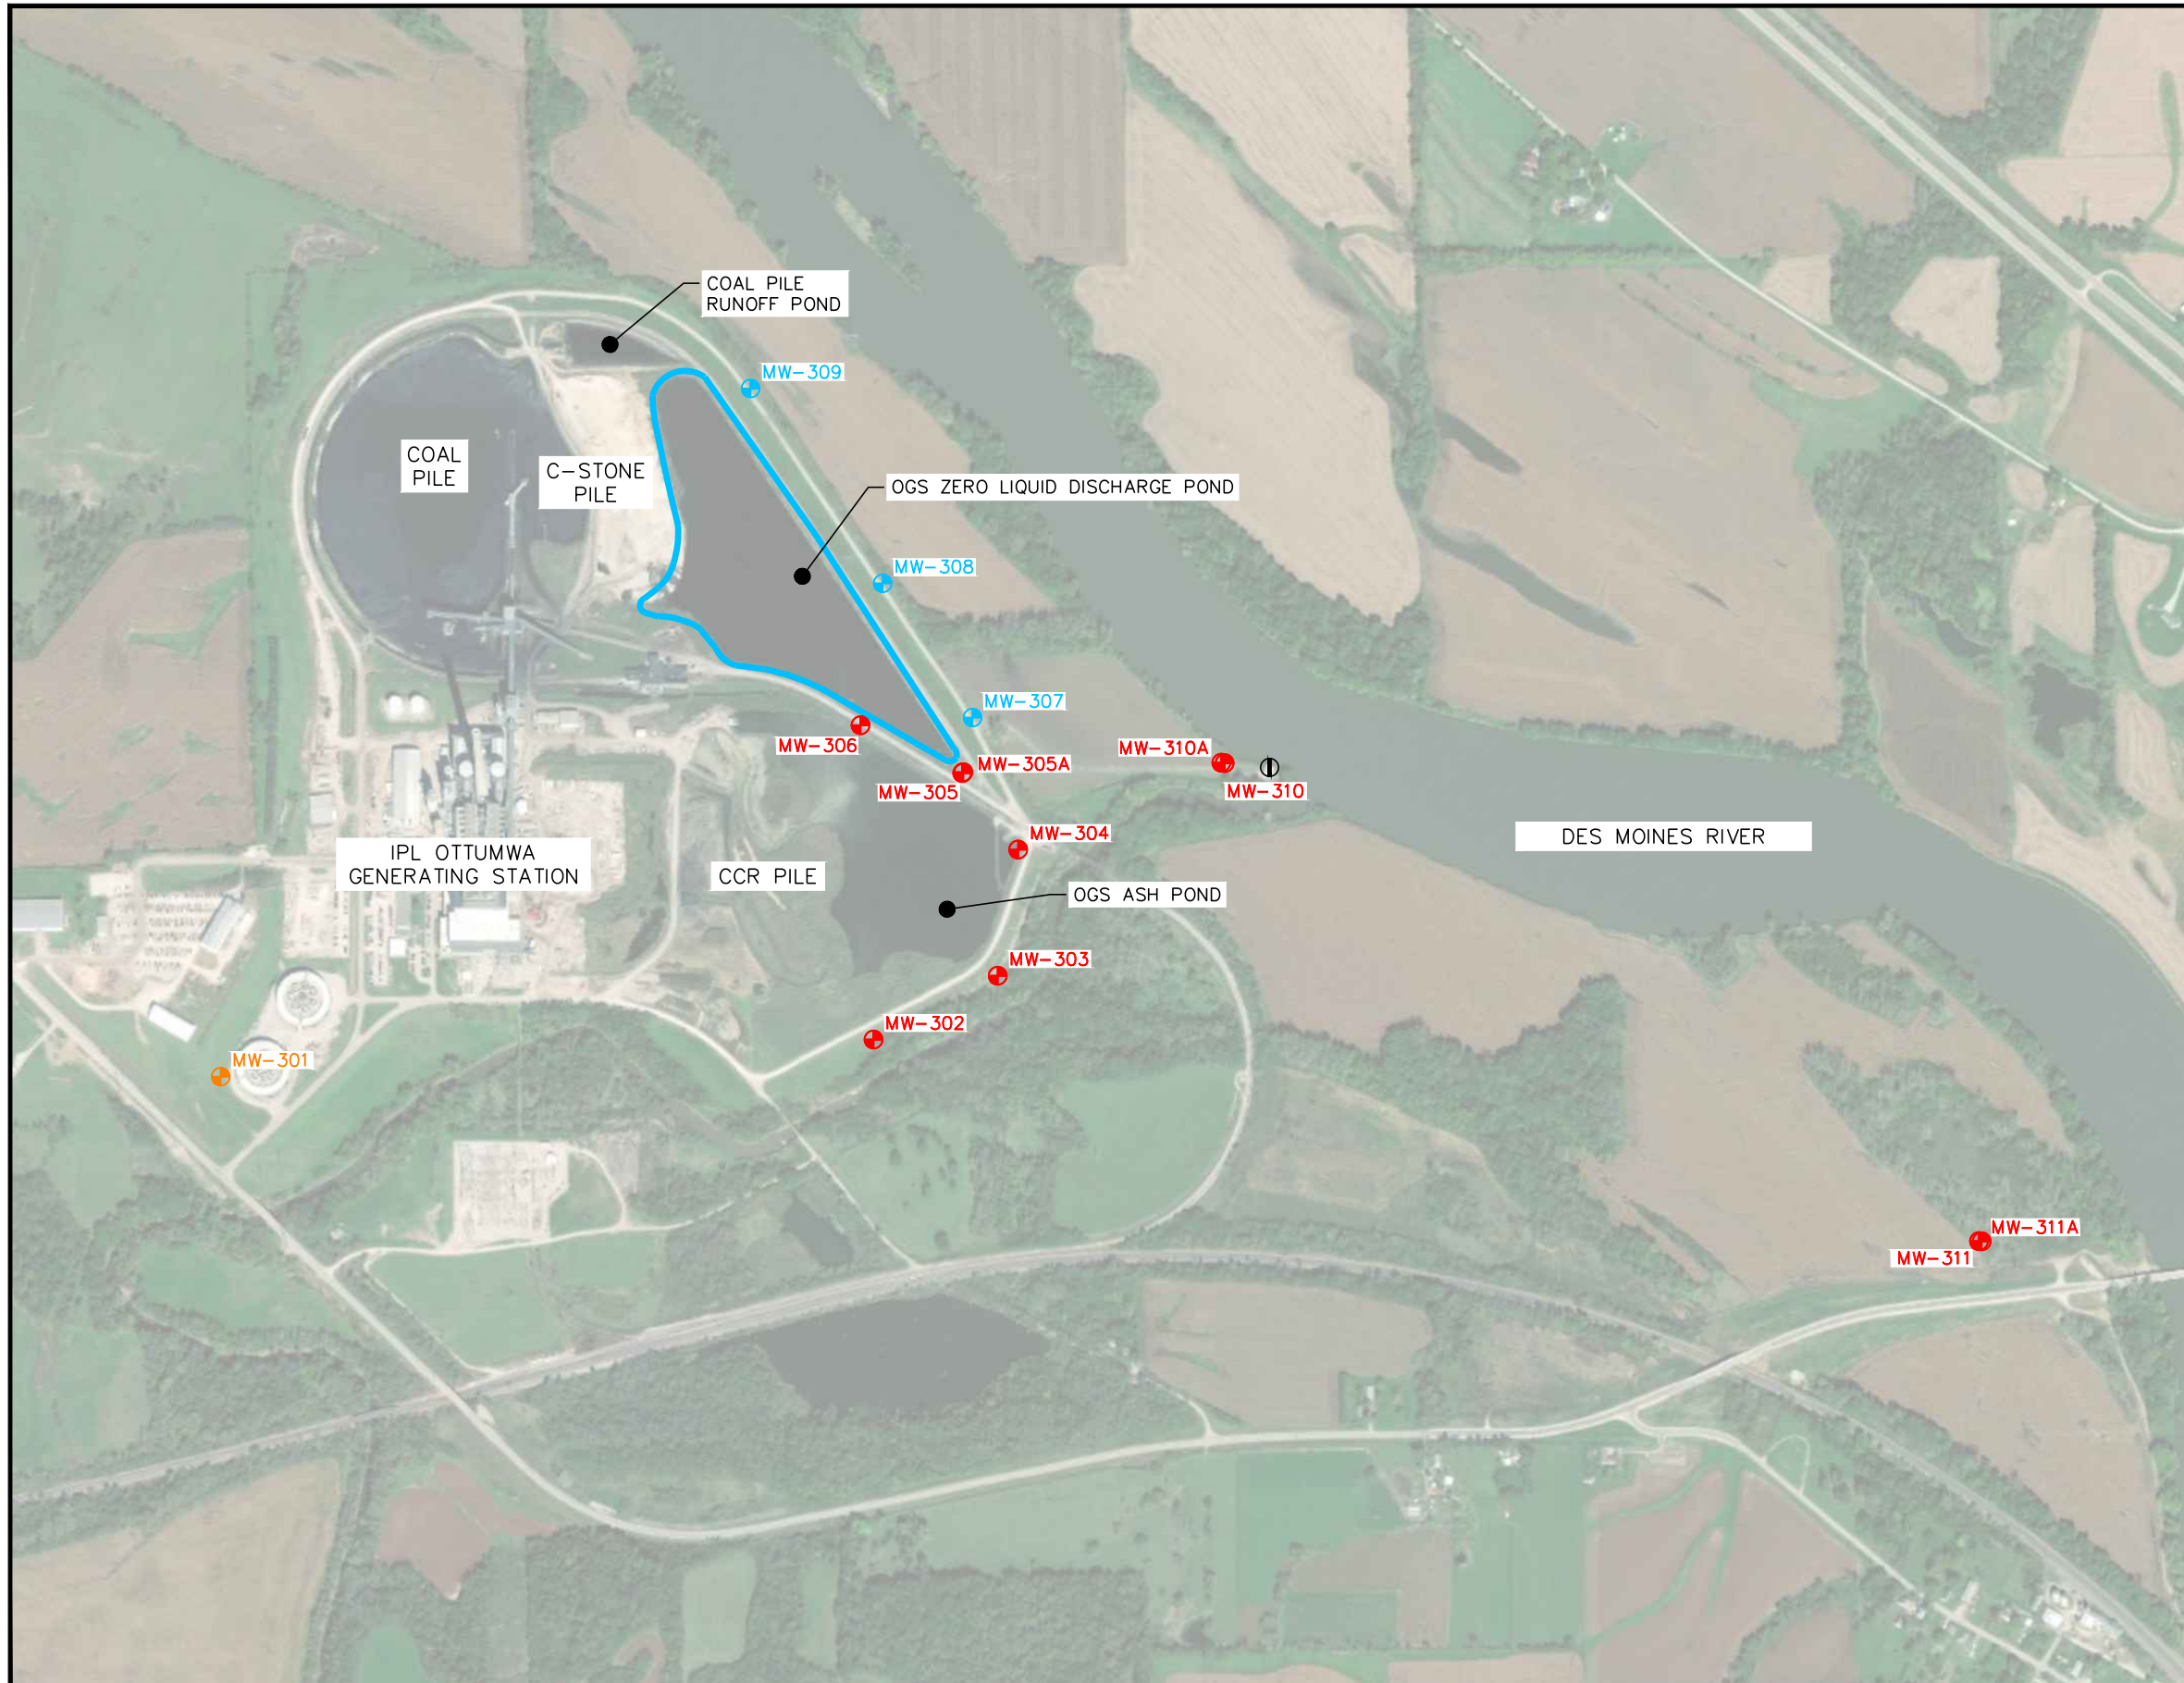 COAL PILE
RUNOFF POND
MW-309
COAL
PILE
C-STONE
PILE
OGS ZERO LIQUID DISCHARGE POND
MW-308
MW-307
MW-306
MW-310A
MW-305A
MW-305
MW-310
MW-304
DES MOINES RIVER
IPL OTTUMWA
GENERATING STATION
CCR PILE
OGS ASH POND
MW-303
MW-302
MW-301
MW-311A
MW-311